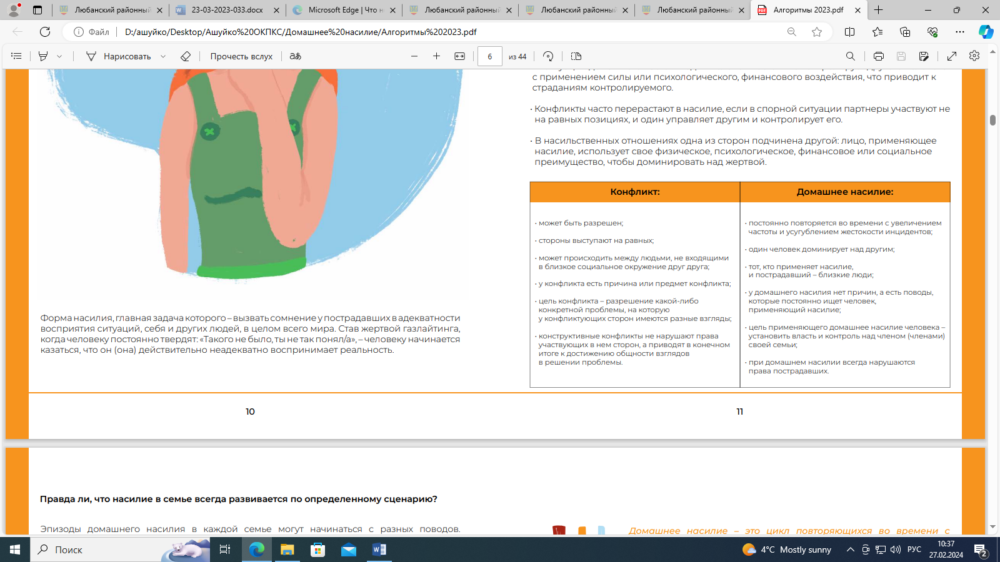 Любанский районный
23-03-2023-033.docx
Microsoft Edge | Что н
Любанский районный
Любанский районный
Любанский районный
Алгоритмы 2023.pdf
Файл
D:/ашуйко/Desktop/Ашуйко%20ОКПКС/Домашнее%20насилие/Алгоритмы%202023.pdf
Нарисовать
Прочесть вслух
аあ
6
из 44
с применением силы или психологического, финансового воздействия, что приводит к
страданиям контролируемого.
· Конфликты часто перерастают в насилие, если в спорной ситуации партнеры участвуют не
на равных позициях, и один управляет другим и контролирует его.
· В насильственных отношениях одна из сторон подчинена другой: лицо, применяющее
насилие, использует свое физическое, психологическое, финансовое или социальное
преимущество, чтобы доминировать над жертвой.
Конфликт:
· может быть разрешен;
· стороны выступают на равных;
· может происходить между людьми, не входящими
в близкое социальное окружение друг друга;
· у конфликта есть причина или предмет конфликта;
· цель конфликта – разрешение какой-либо
конкретной проблемы, на которую
у конфликтующих сторон имеются разные взгляды;
· конструктивные конфликты не нарушают права
участвующих в нем сторон, а приводят в конечном
итоге к достижению общности взглядов
в решении проблемы.
Домашнее насилие:
· постоянно повторяется во времени с увеличением
частоты и усугублением жестокости инцидентов;
· один человек доминирует над другим;
· тот, кто применяет насилие,
и пострадавший – близкие люди;
· у домашнего насилия нет причин, а есть поводы,
которые постоянно ищет человек,
применяющий насилие;
· цель применяющего домашнее насилие человека –
установить власть и контроль над членом (членами)
своей семьи;
· при домашнем насилии всегда нарушаются
права пострадавших.
Форма насилия, главная задача которого – вызвать сомнение у пострадавших в адекватности
восприятия ситуаций, себя и других людей, в целом всего мира. Став жертвой газлайтинга,
когда человеку постоянно твердят: «Такого не было, ты не так понял/а», – человеку начинается
казаться, что он (она) действительно неадекватно воспринимает реальность.
10
11
Правда ли, что насилие в семье всегда развивается по определенному сценарию?
Эпизоды домашнего насилия в каждой семье могут начинаться с разных поводов.
Домашнее насилие – это цикл повторяющихся во времени с
Поиск
4°C Mostly sunny
РУС
10:37
27.02.2024
2